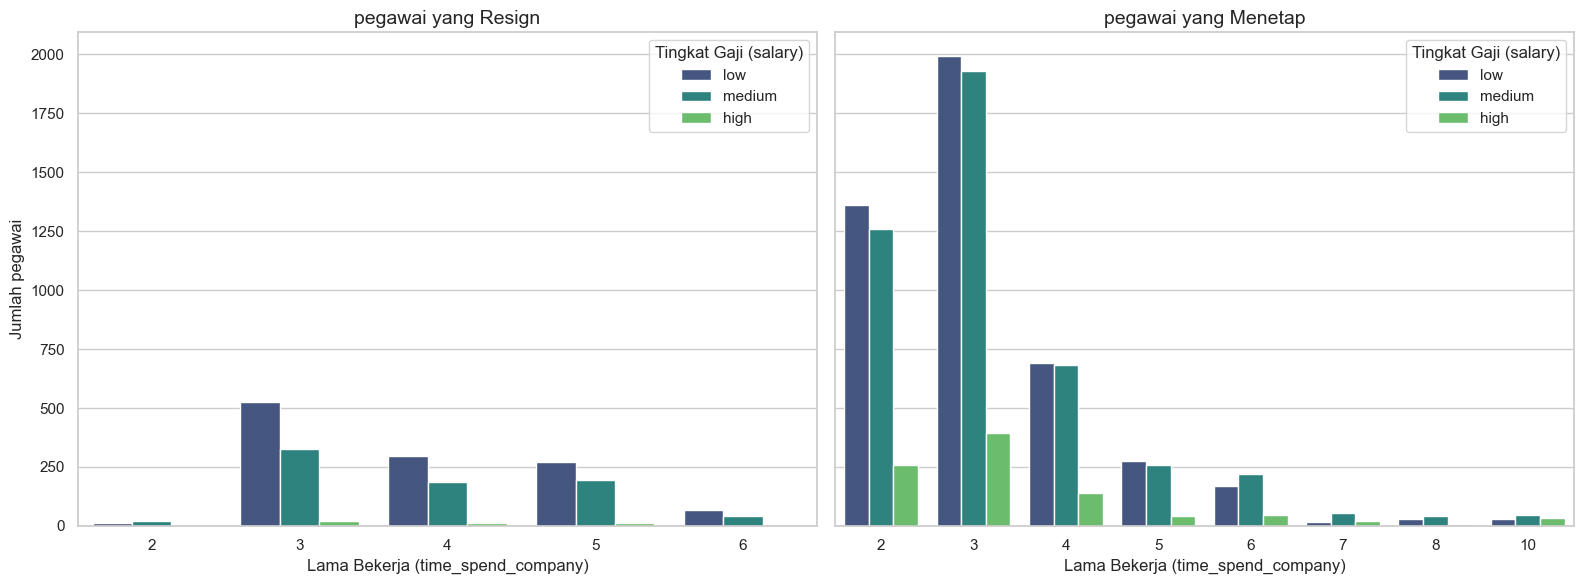 pegawai yang Resign
Tingkat Gaji (salary)
low
medium
high
Jumlah pegawai
2000
1750
1500
1250
1000
750
500
250
0
2 3 4 5 6
Lama Bekerja (time_spend_company)
pegawai yang Menetap
Tingkat Gaji (salary)
low
medium
high
2 3 4 5 6 7 8 10
Lama Bekerja (time_spend_company)